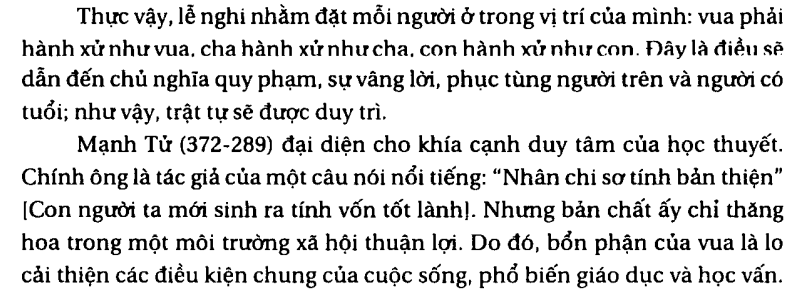 Thực vậy, lễ nghi nhằm đặt mỗi người ở trong vị trí của mình: vua phải
hành xử như vua, cha hành xử như cha, con hành xử như con. Đây là điều sẽ
dẫn đến chủ nghĩa quy phạm, sự vâng lời, phục tùng người trên và người có
tuổi; như vậy, trật tự sẽ được duy trì.
Mạnh Tử (372-289) đại diện cho khía cạnh duy tâm của học thuyết.
Chính ông là tác giả của một câu nói nổi tiếng: “Nhân chi sơ tính bản thiện”
[Con người ta mới sinh ra tính vốn tốt lành]. Nhưng bản chất ấy chỉ thăng
hoa trong một môi trường xã hội thuận lợi. Do đó, bổn phận của vua là lo
cải thiện các điều kiện chung của cuộc sống, phổ biến giáo dục và học vấn.